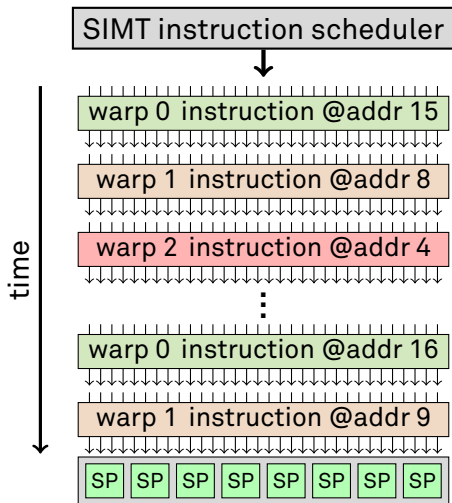 SIMT instruction scheduler
time
warp 0 instruction @addr 15
warp 1 instruction @addr 8
warp 2 instruction @addr 4
⋮
warp 0 instruction @addr 16
warp 1 instruction @addr 9
SP SP SP SP SP SP SP SP